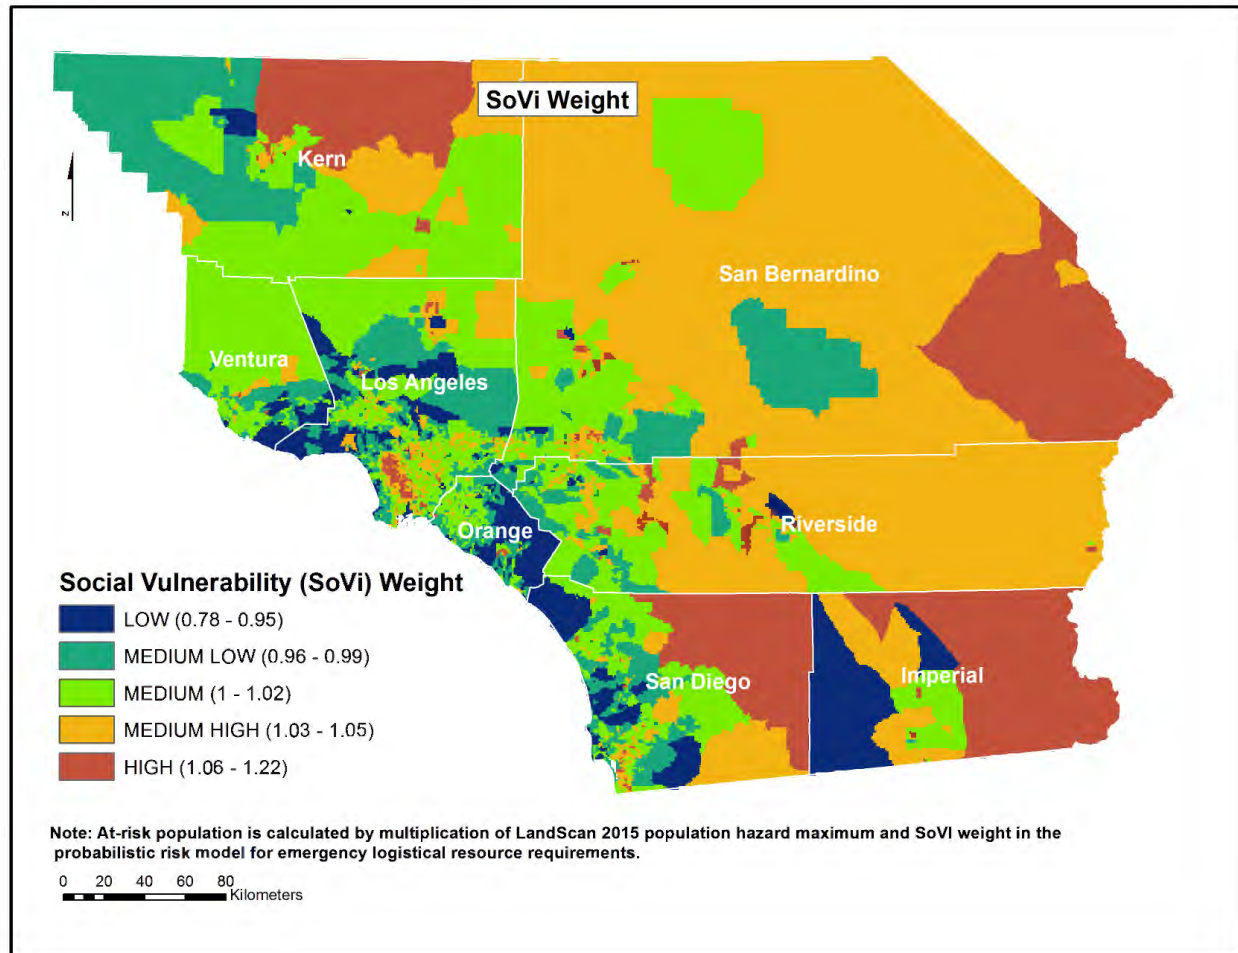 SoVi Weight
Kern
z
San Bernardino
Ventura
Los Angeles
Orange
Riverside
San Diego
Imperial
Social Vulnerability (SoVi) Weight
LOW (0.78 - 0.95)
MEDIUM LOW (0.96 - 0.99)
MEDIUM (1 - 1.02)
MEDIUM HIGH (1.03 - 1.05)
HIGH (1.06 - 1.22)
Note: At-risk population is calculated by multiplication of LandScan 2015 population hazard maximum and SoVI weight in the
probabilistic risk model for emergency logistical resource requirements.
0 20 40 60 80
Kilometers